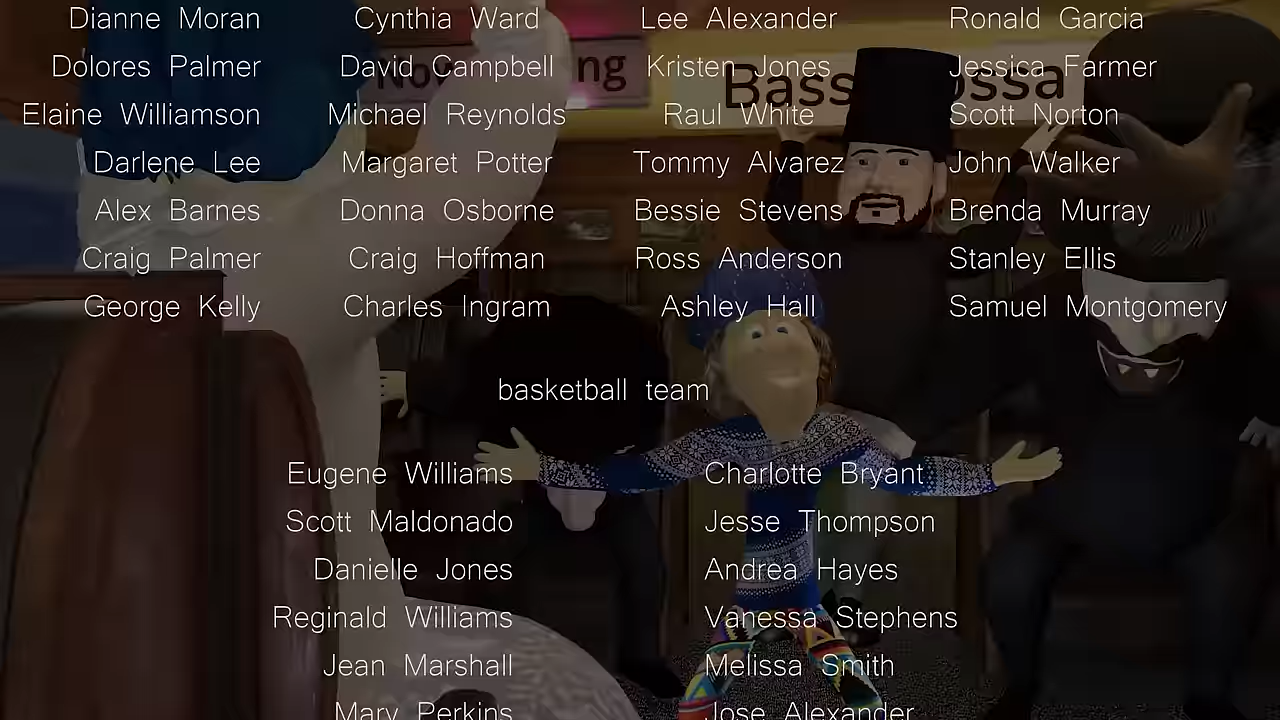 Dianne Moran Cynthia Ward Lee Alexander Ronald Garcia
Dolores Palmer David Campbell Kristen Jones Jessica Farmer
Elaine Williamson Michael Reynolds Raul White Scott Norton
Darlene Lee Margaret Potter Tommy Alvarez John Walker
Alex Barnes Donna Osborne Bessie Stevens Brenda Murray
Craig Palmer Craig Hoffman Ross Anderson Stanley Ellis
George Kelly Charles Ingram Ashley Hall Samuel Montgomery
basketball team
Eugene Williams Charlotte Bryant
Scott Maldonado Jesse Thompson
Danielle Jones Andrea Hayes
Reginald Williams Vanessa Stephens
Jean Marshall Melissa Smith
Mary Perkins Jose Alexander